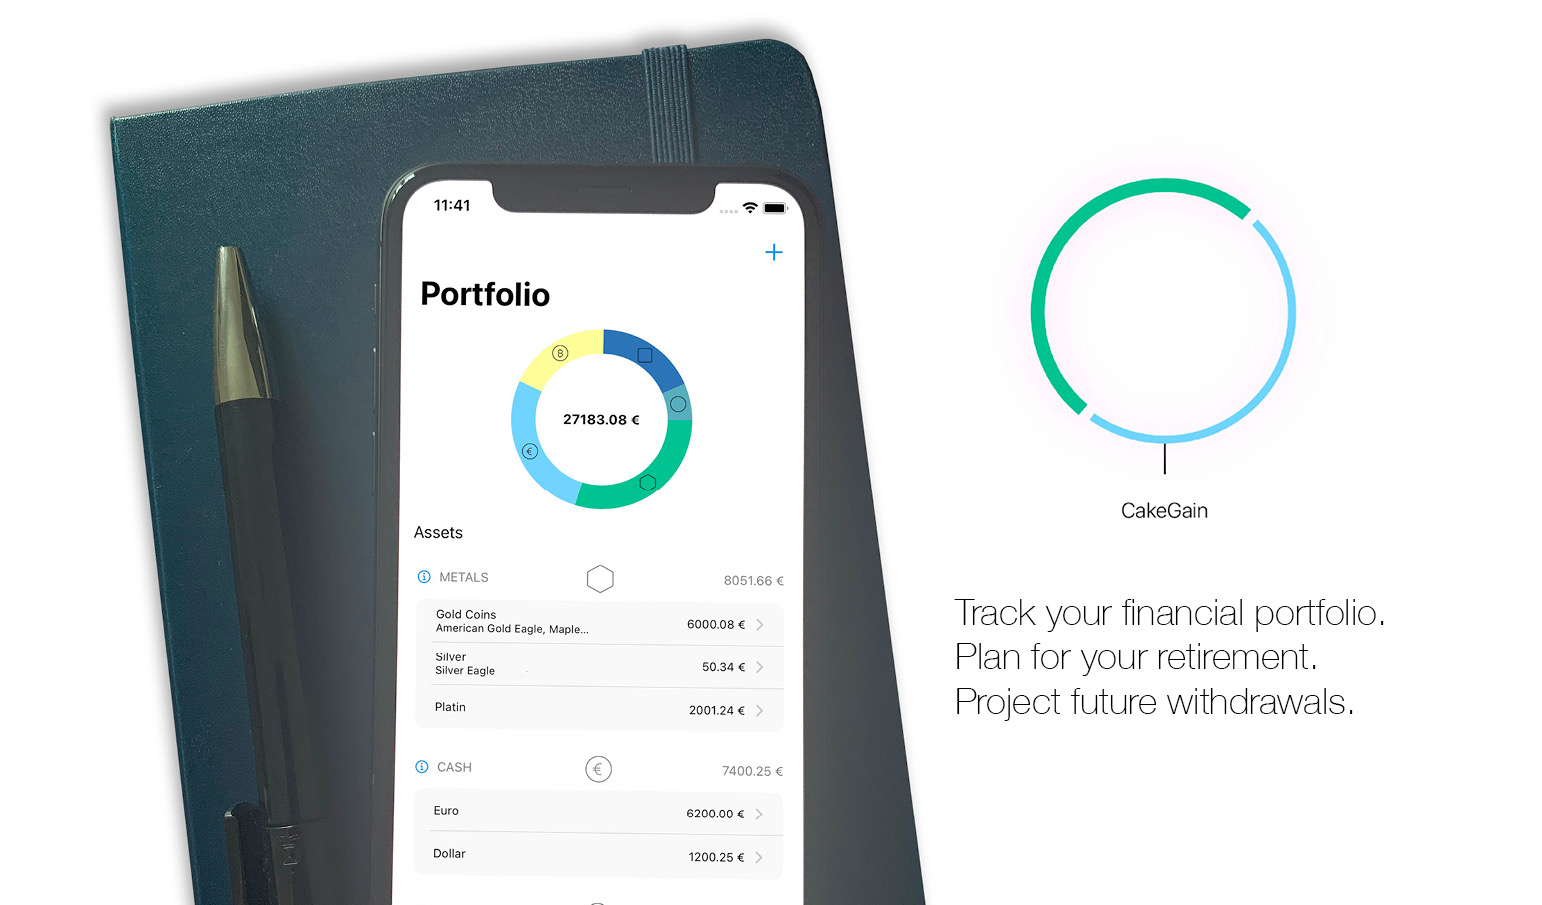 11:41
Portfolio
27183.08 €
Assets
METALS 8051.66 €
Gold Coins
American Gold Eagle, Maple... 6000.08 €
Silver
Silver Eagle 50.34 €
Platin 2001.24 €
CASH € 7400.25 €
Euro 6200.00 €
Dollar 1200.25 €
CakeGain
Track your financial portfolio.
Plan for your retirement.
Project future withdrawals.